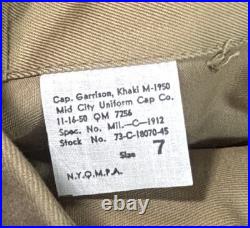 Cap. Garrison, Khaki M-1950
Mid City Uniform Cap Co.
11-16-50 QM 7256
Spec. No. Mil.-C-1912
Stock No. 73-C-18070-45
Size 7
N.Y.Q.M.P.A.
victi